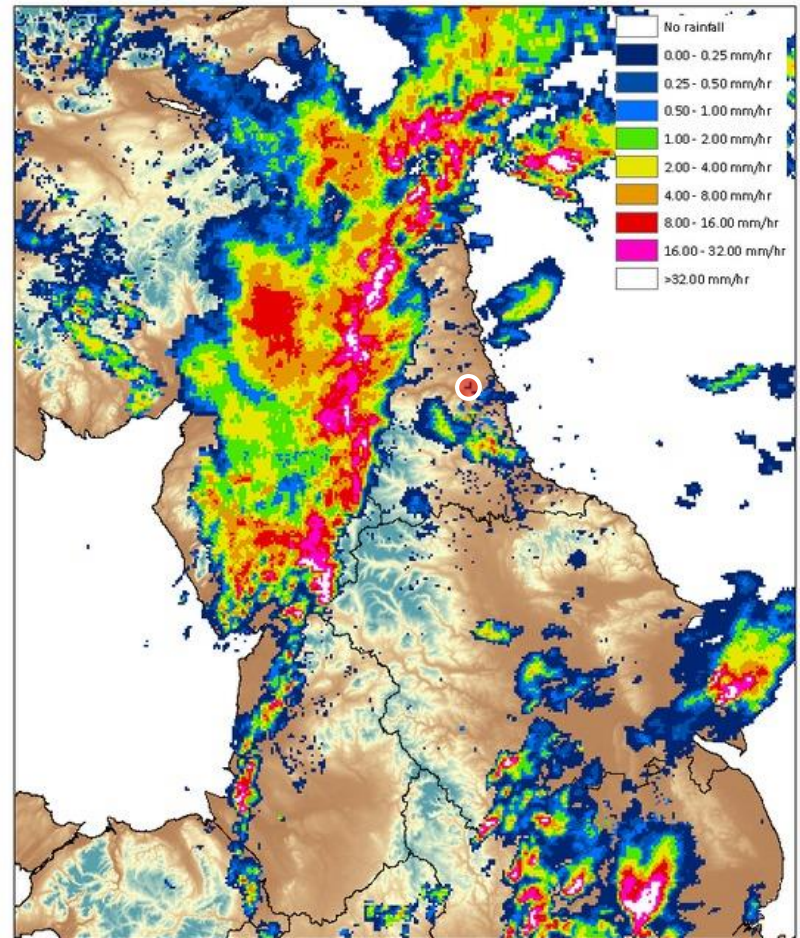 No rainfall
0.00 - 0.25 mm/hr
0.25 - 0.50 mm/hr
0.50 - 1.00 mm/hr
1.00 - 2.00 mm/hr
2.00 - 4.00 mm/hr
4.00 - 8.00 mm/hr
8.00 - 16.00 mm/hr
16.00 - 32.00 mm/hr
>32.00 mm/hr